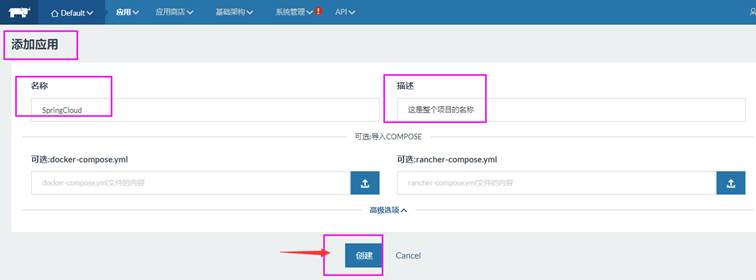 Default 应用 应用商店 基础架构 系统管理 ! API
添加应用
名称 描述
SpringCloud 这是整个项目的名称
可选:导入COMPOSE
可选:docker-compose.yml 可选:rancher-compose.yml
docker-compose.yml文件的内容 rancher-compose.yml文件的内容
高级选项
创建 Cancel